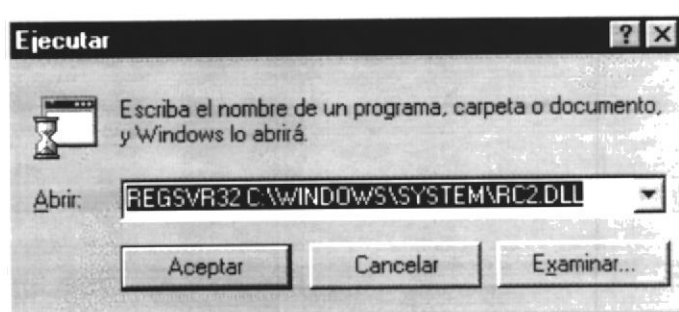 Ejecutar
Escriba el nombre de un programa, carpeta o documento,
y Windows lo abrirá.
Abrir: REGSVR32 C:\WINDOWS\SYSTEM\RC2.DLL
Aceptar Cancelar Examinar...